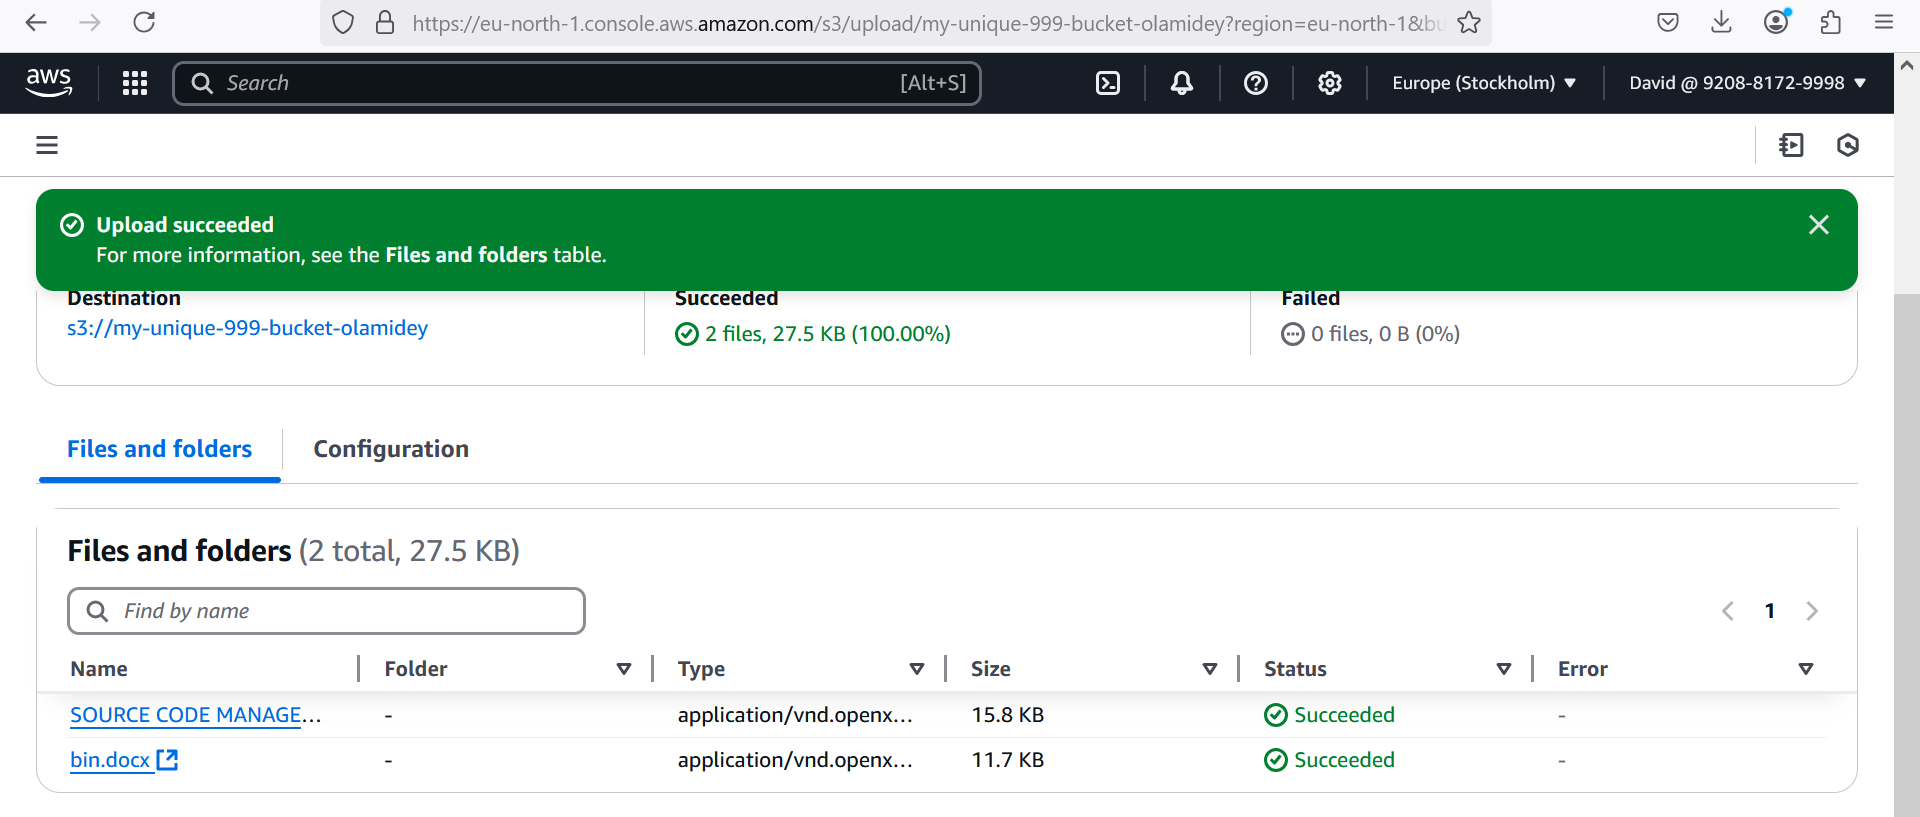 https://eu-north-1.console.aws.amazon.com/s3/upload/my-unique-999-bucket-olamidey?region=eu-north-1&bu
aws Search [Alt+S] Europe (Stockholm) David @ 9208-8172-9998
Upload succeeded
For more information, see the Files and folders table.
Destination Succeeded Failed
s3://my-unique-999-bucket-olamidey 2 files, 27.5 KB (100.00%) 0 files, 0 B (0%)
Files and folders Configuration
Files and folders (2 total, 27.5 KB)
Find by name 1
Name Folder Type Size Status Error
SOURCE CODE MANAGE... - application/vnd.openx... 15.8 KB Succeeded -
bin.docx - application/vnd.openx... 11.7 KB Succeeded -